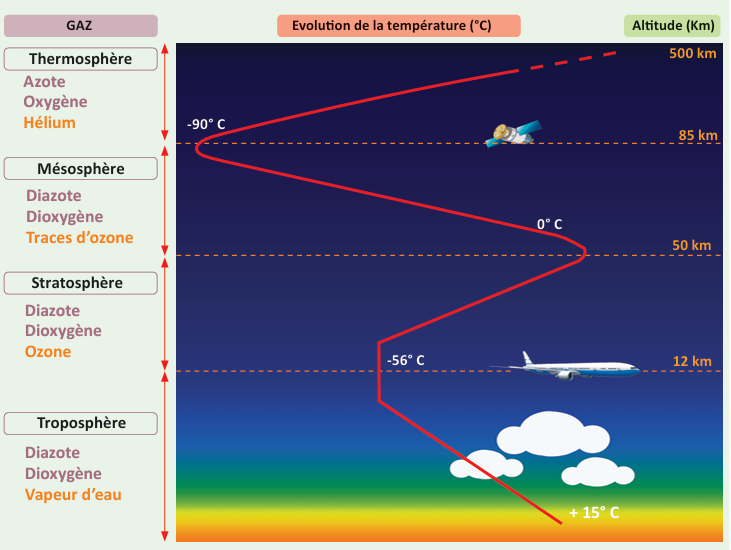 GAZ
Evolution de la température (°C)
Altitude (Km)
Thermosphère
Azote
Oxygène
Hélium
500 km
-90° C
85 km
Mésosphère
Diazote
Dioxygène
Traces d'ozone
0° C
50 km
Stratosphère
Diazote
Dioxygène
Ozone
-56° C
12 km
Troposphère
Diazote
Dioxygène
Vapeur d'eau
+ 15° C